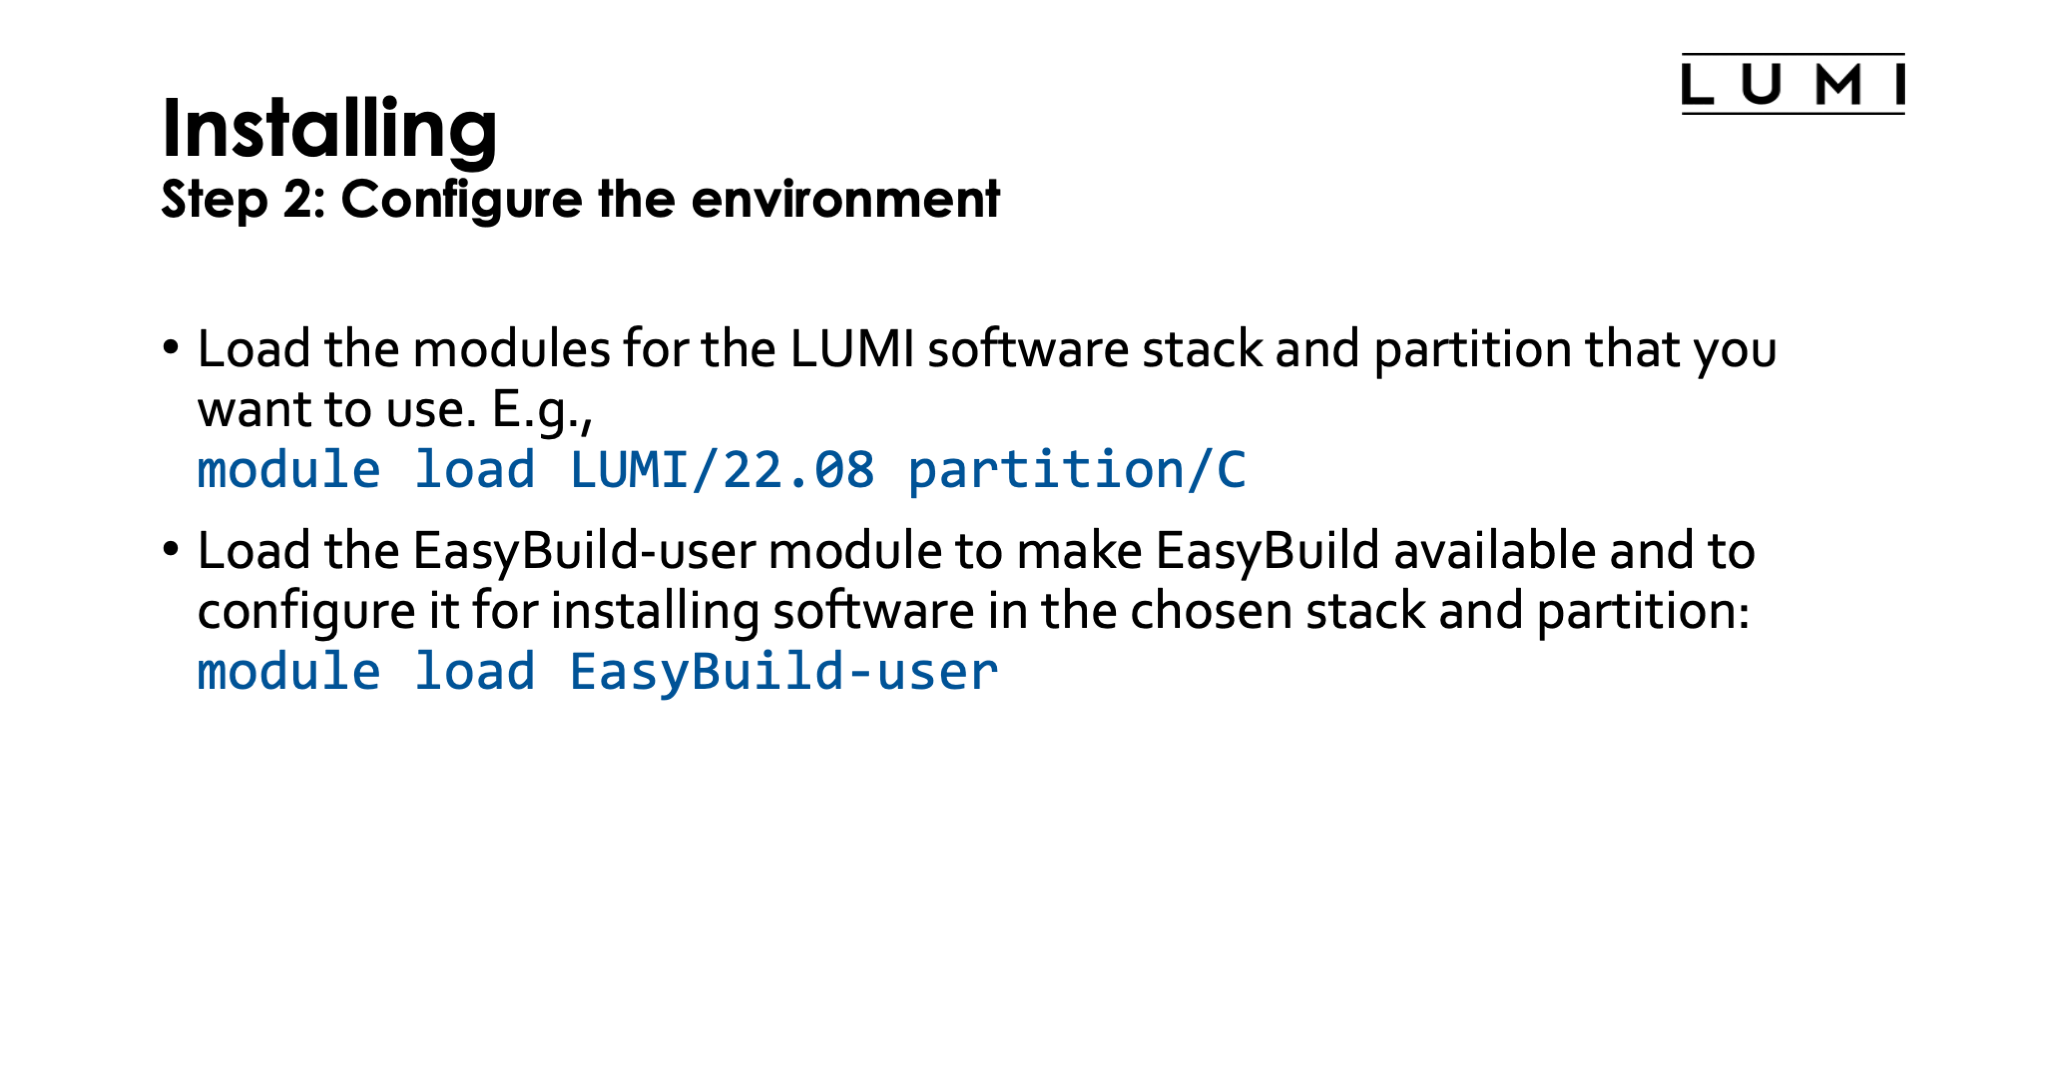 LUMI
Installing
Step 2: Configure the environment
• Load the modules for the LUMI software stack and partition that you
want to use. E.g.,
module load LUMI/22.08 partition/C
• Load the EasyBuild-user module to make EasyBuild available and to
configure it for installing software in the chosen stack and partition:
module load EasyBuild-user